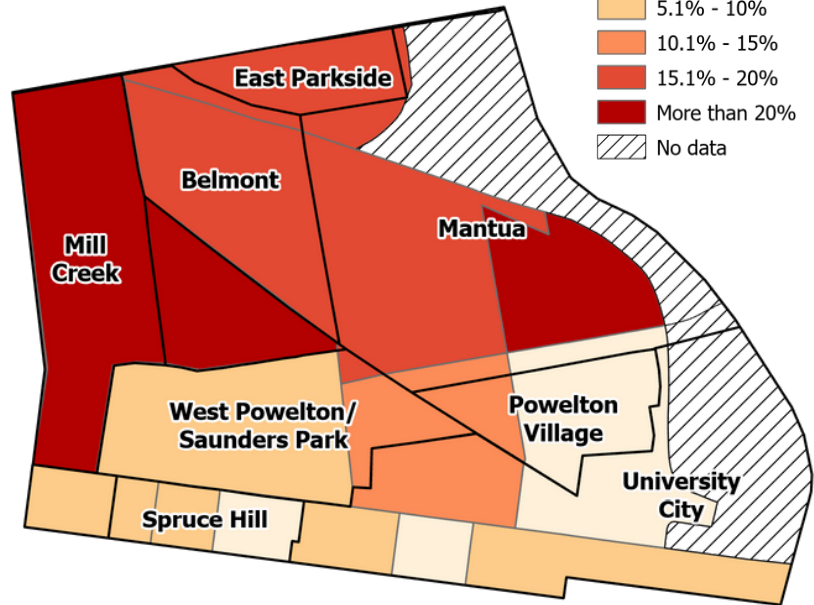 5.1% - 10%
10.1% - 15%
15.1% - 20%
More than 20%
No data
East Parkside
Belmont
Mantua
Mill
Creek
West Powelton/
Saunders Park
Powelton
Village
University
City
Spruce Hill